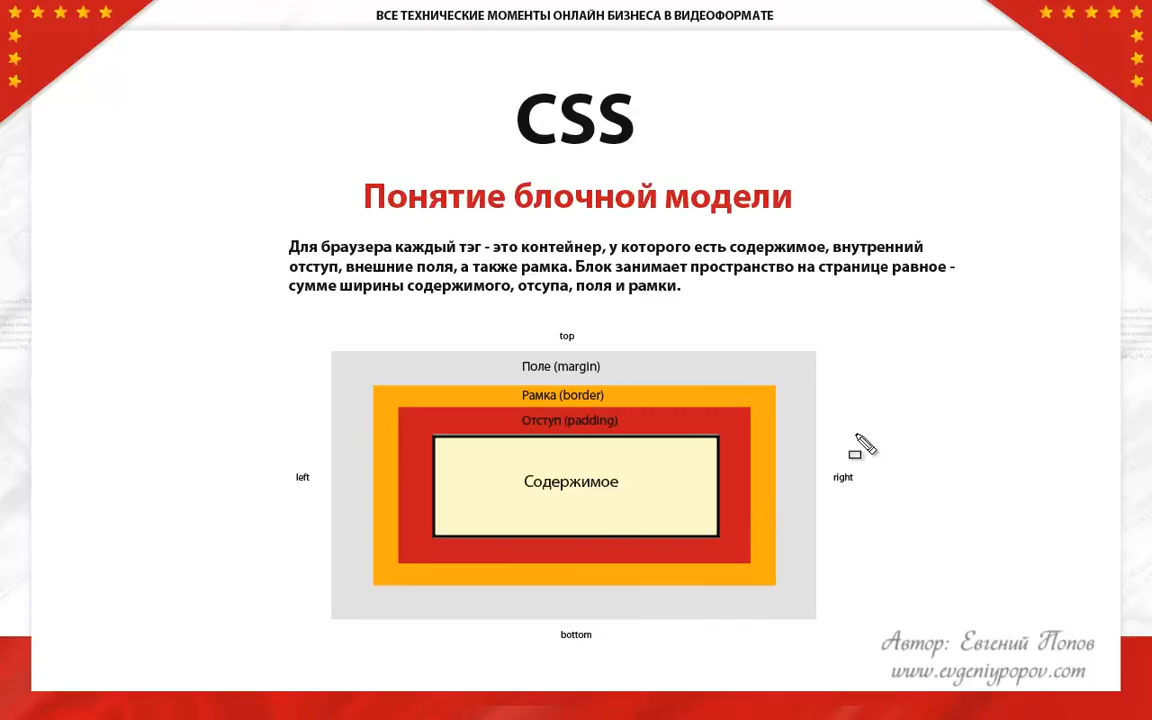 ВСЕ ТЕХНИЧЕСКИЕ МОМЕНТЫ ОНЛАЙН БИЗНЕСА В ВИДЕОФОРМАТЕ
CSS
Понятие блочной модели
Для браузера каждый тэг - это контейнер, у которого есть содержимое, внутренний
отступ, внешние поля, а также рамка. Блок занимает пространство на странице равное -
сумме ширины содержимого, отсупа, поля и рамки.
top
Поле (margin)
Рамка (border)
Отступ (padding)
Содержимое
left
right
bottom
Автор: Евгений Попов
www.evgeniypopov.com